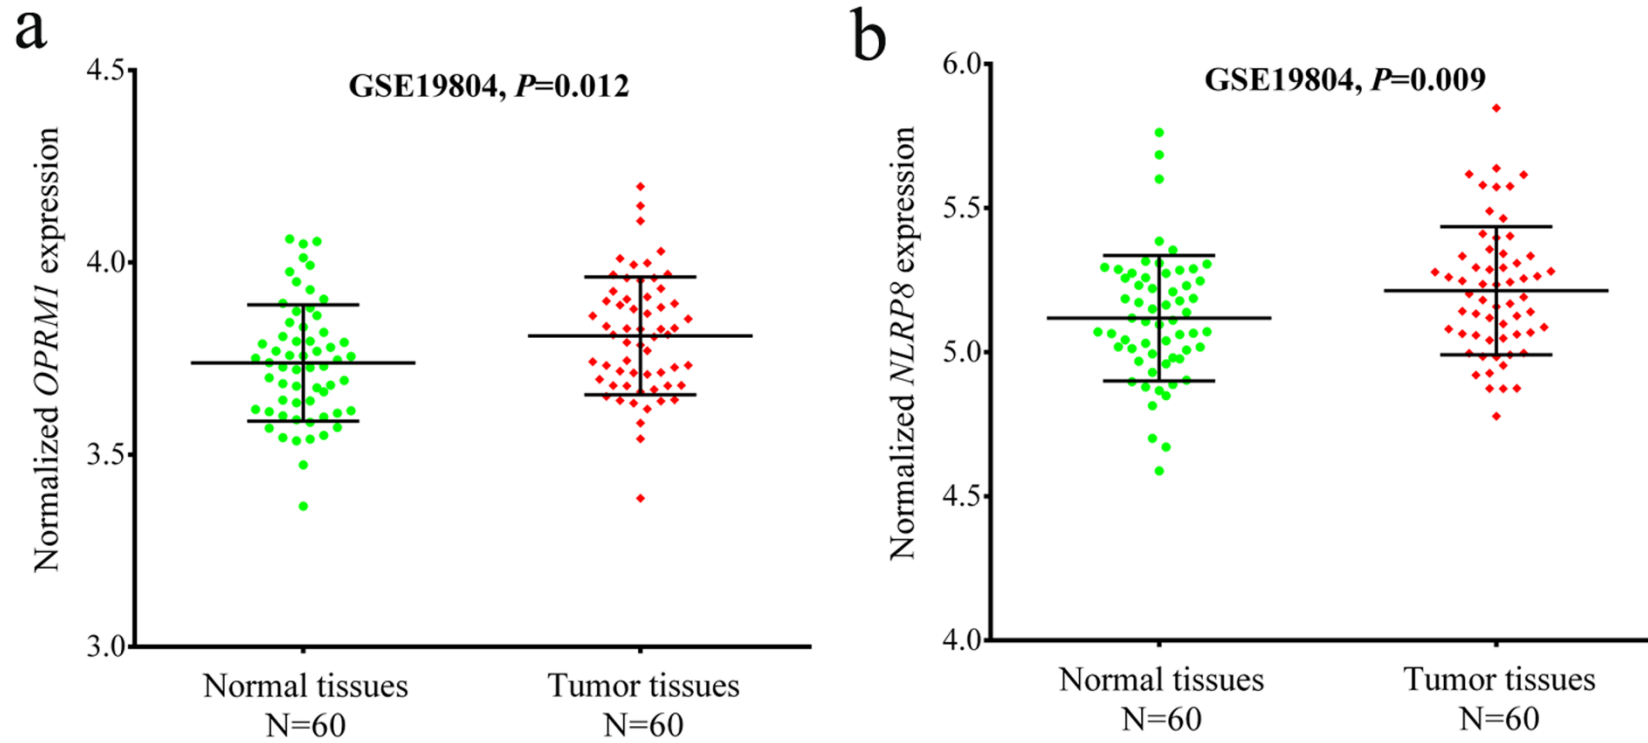 a
GSE19804, P=0.012
Normalized OPRM1 expression
4.5
4.0
3.5
3.0
Normal tissues
N=60
Tumor tissues
N=60
b
GSE19804, P=0.009
Normalized NLRP8 expression
6.0
5.5
5.0
4.5
4.0
Normal tissues
N=60
Tumor tissues
N=60